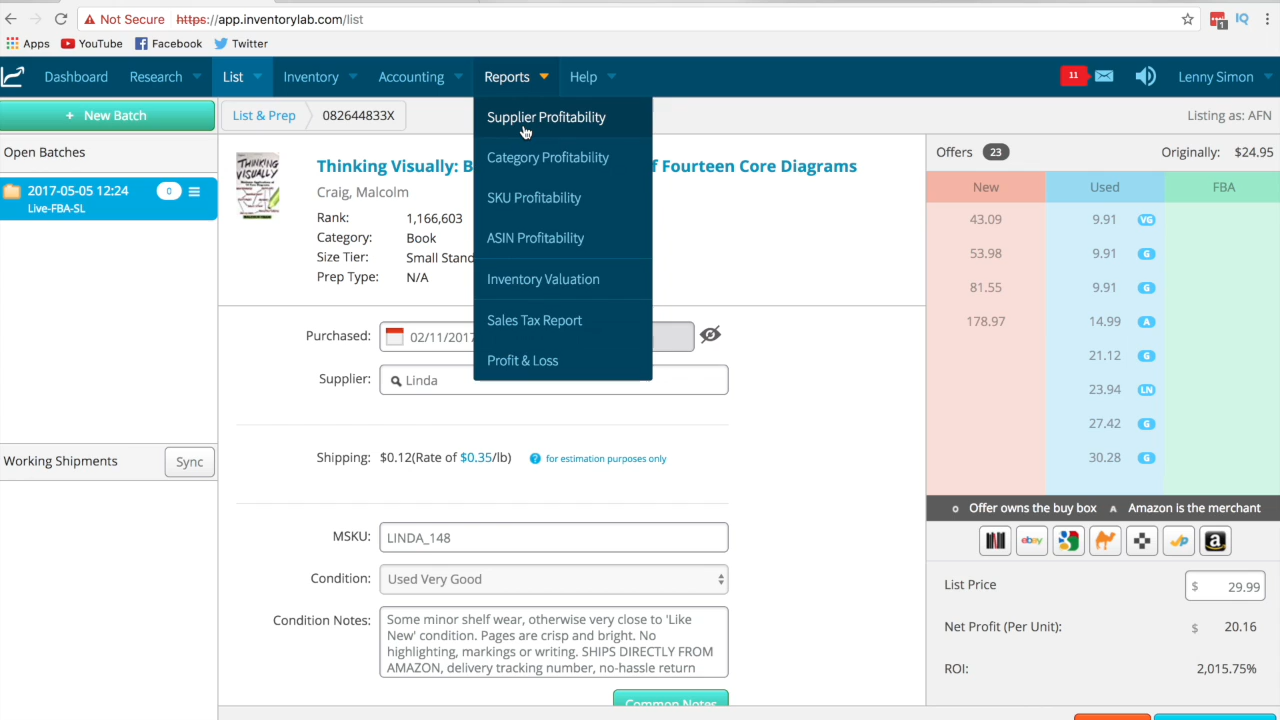 Not Secure https://app.inventorylab.com/list
1
IQ
Apps YouTube Facebook Twitter
Dashboard Research List Inventory Accounting Reports Help 11 Lenny Simon
+ New Batch
List & Prep 082644833X
Listing as: AFN
Open Batches
2017-05-05 12:24 0
Live-FBA-SL
Working Shipments Sync
THINKING VISUALLY
Thinking Visually: B
f Fourteen Core Diagrams
Craig, Malcolm
Rank: 1,166,603
Category: Book
Size Tier: Small Stand
Prep Type: N/A
Supplier Profitability
Category Profitability
SKU Profitability
ASIN Profitability
Inventory Valuation
Sales Tax Report
Profit & Loss
Purchased: 02/11/2017
Supplier: Linda
Shipping: $0.12(Rate of $0.35/lb) ? for estimation purposes only
MSKU: LINDA_148
Condition: Used Very Good
Condition Notes: Some minor shelf wear, otherwise very close to 'Like
New' condition. Pages are crisp and bright. No
highlighting, markings or writing. SHIPS DIRECTLY FROM
AMAZON, delivery tracking number, no-hassle return
Common Notes
Offers 23 Originally: $24.95
New Used FBA
43.09 9.91 VG
53.98 9.91 G
81.55 9.91 G
178.97 14.99 A
21.12 G
23.94 LN
27.42 G
30.28 G
O Offer owns the buy box A Amazon is the merchant
ebay
a
List Price $ 29.99
Net Profit (Per Unit): $ 20.16
ROI: 2,015.75%